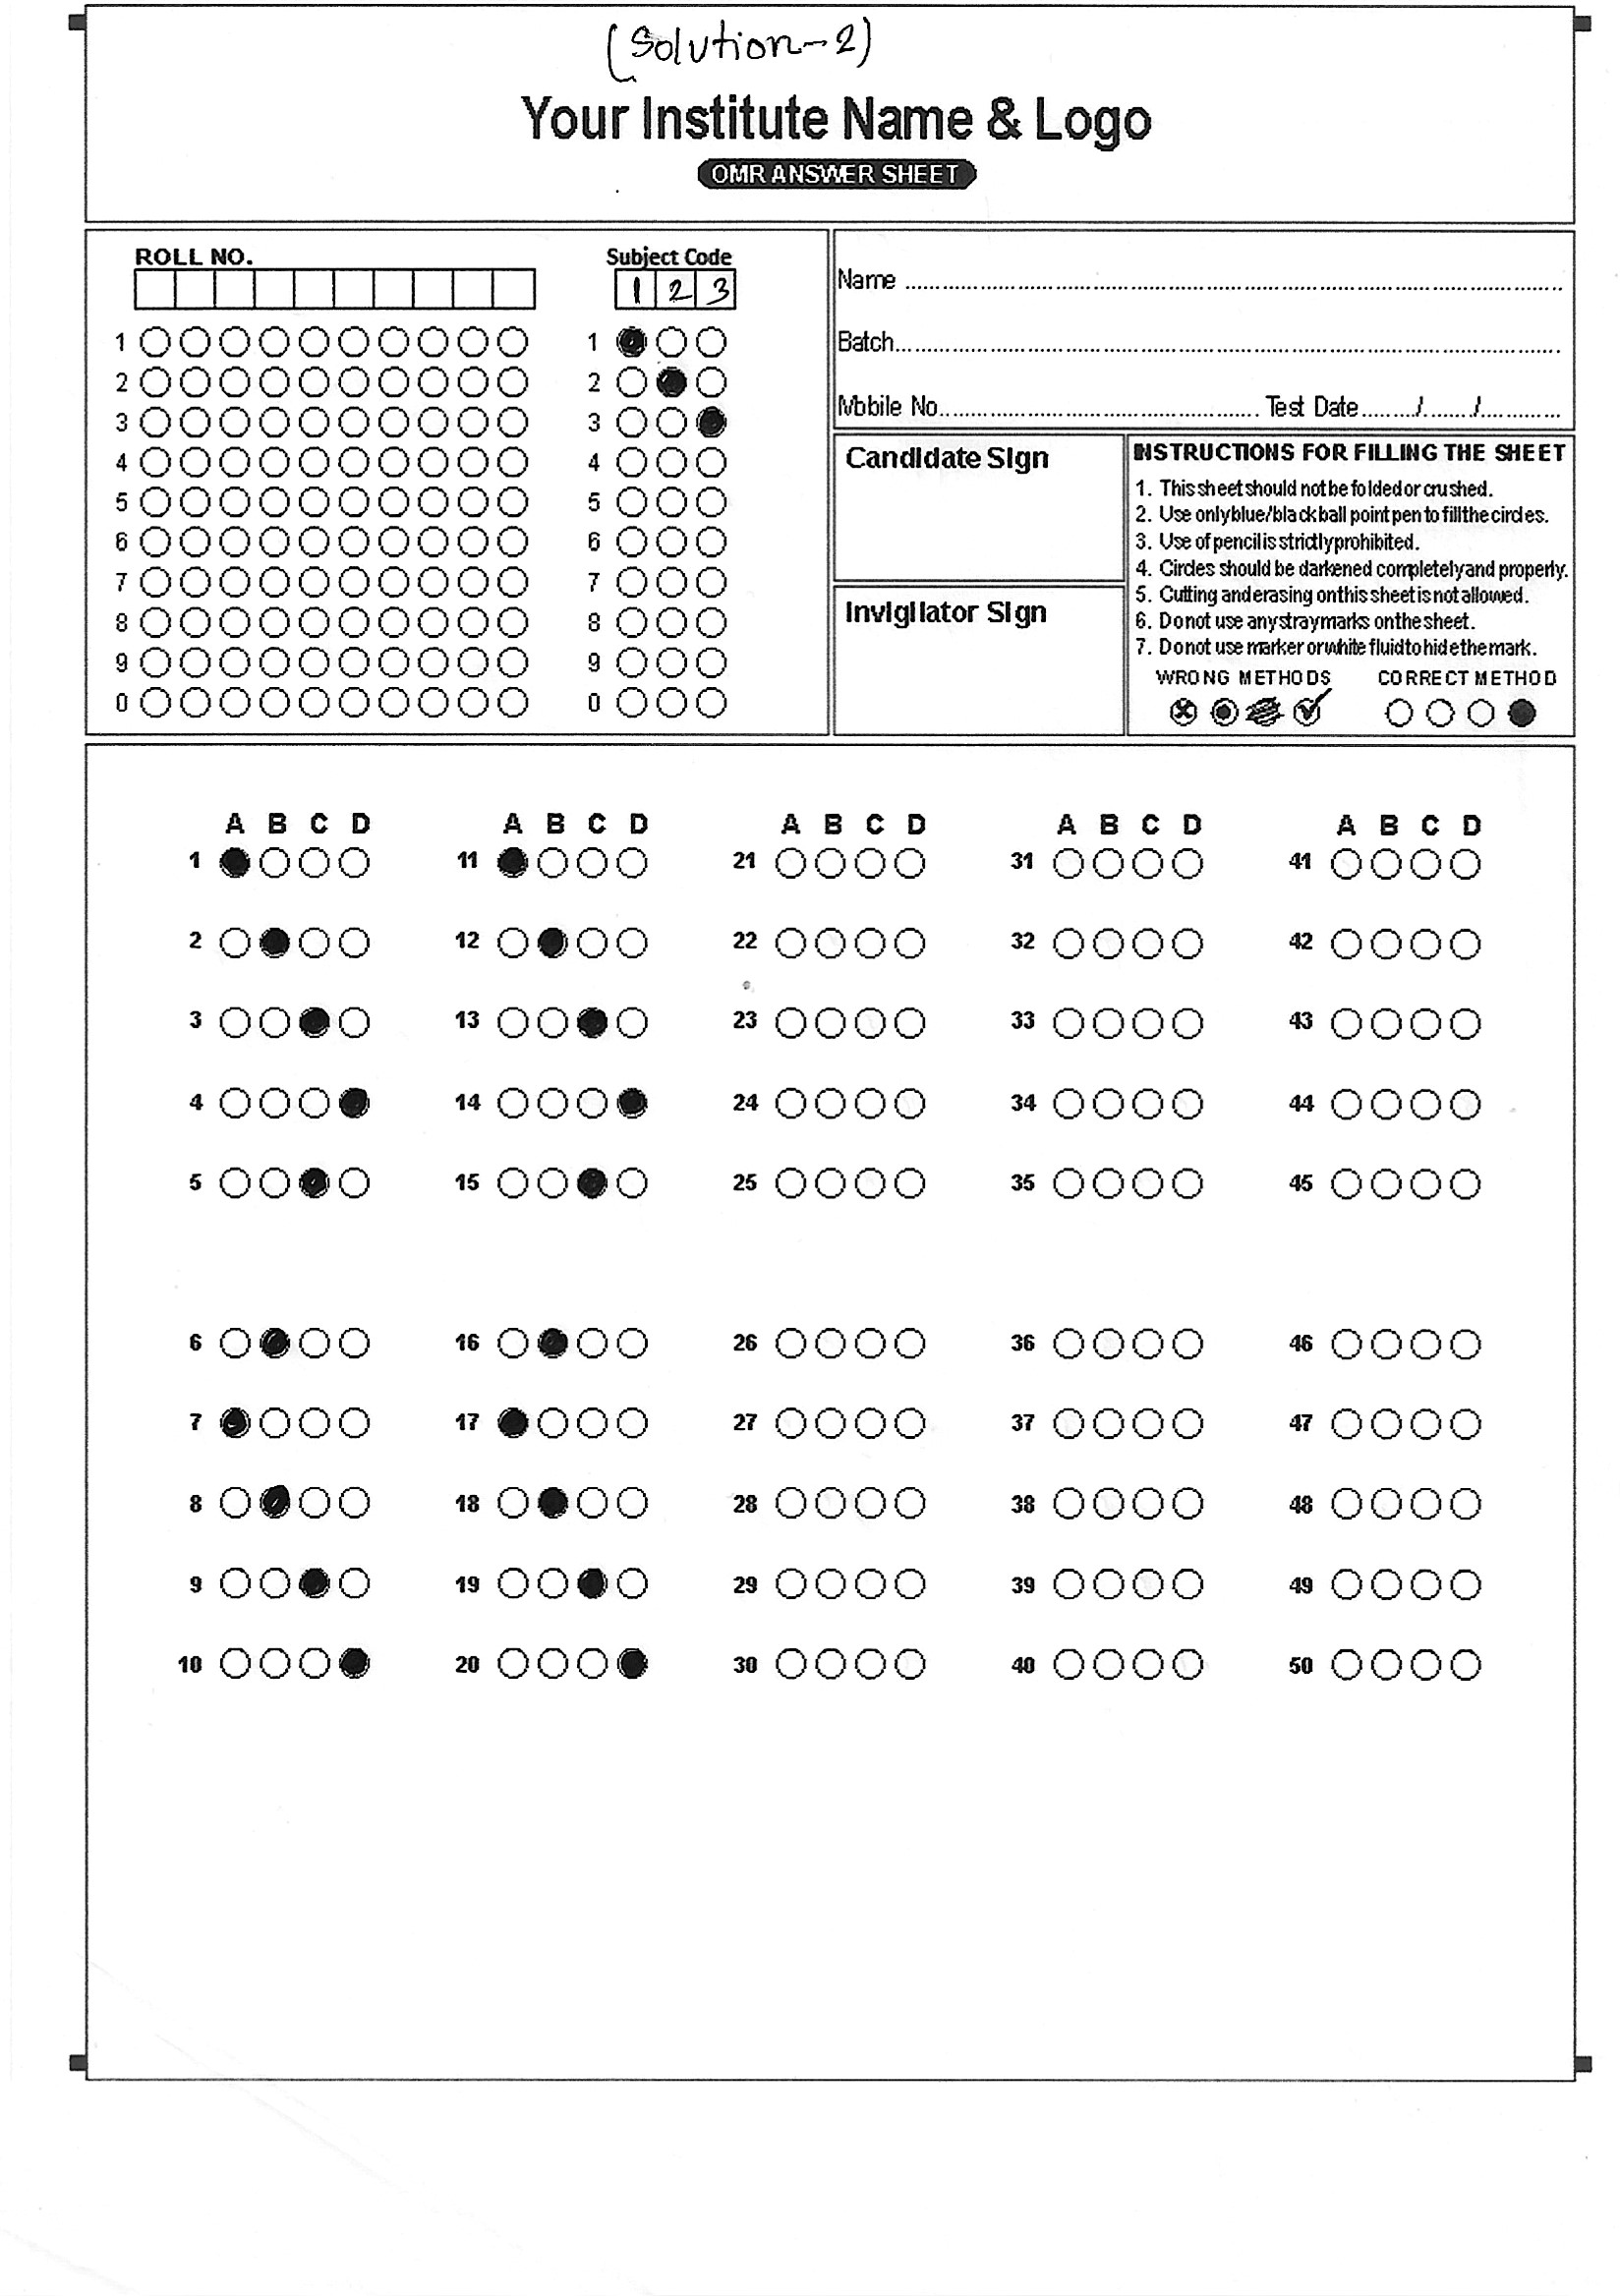 (Solution-2)
Your Institute Name & Logo
OMR ANSWER SHEET
ROLL NO.
Subject Code
1 2 3
1 1
2 2
3 3
4 4
5 5
6 6
7 7
8 8
9 9
0 0
Name
Batch
Mobile No. Test Date / /
Candidate Sign
Invigilator Sign
INSTRUCTIONS FOR FILLING THE SHEET
1. This sheet should not be folded or crushed.
2. Use only blue/black ball point pen to fill the circles.
3. Use of pencil is strictly prohibited.
4. Circles should be darkened completely and properly.
5. Cutting and erasing on this sheet is not allowed.
6. Do not use any stray marks on the sheet.
7. Do not use marker or white fluid to hide the mark.
WRONG METHODS CORRECT METHOD
A B C D A B C D A B C D A B C D A B C D
1 11 21 31 41
2 12 22 32 42
3 13 23 33 43
4 14 24 34 44
5 15 25 35 45
6 16 26 36 46
7 17 27 37 47
8 18 28 38 48
9 19 29 39 49
10 20 30 40 50